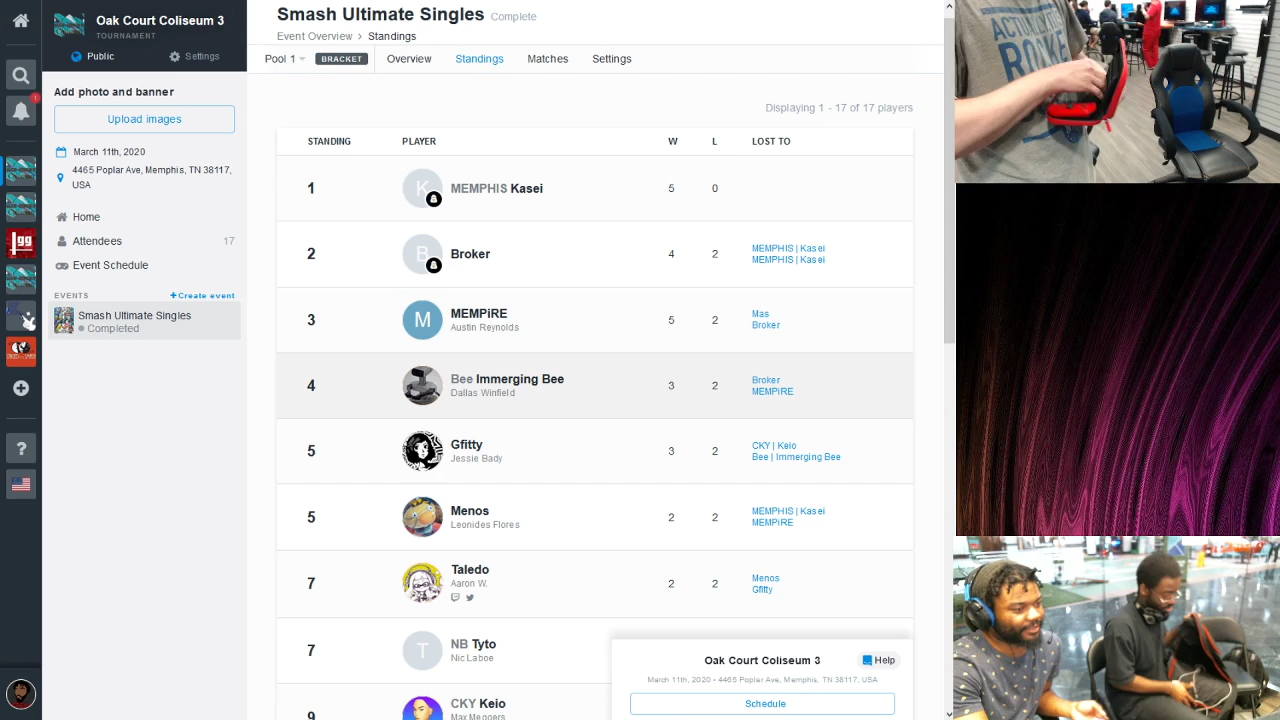 Oak Court Coliseum 3
TOURNAMENT
Public
Settings
Add photo and banner
Upload images
March 11th, 2020
4465 Poplar Ave, Memphis, TN 38117,
USA
Home
Attendees 17
Event Schedule
EVENTS +Create event
Smash Ultimate Singles
Completed
1
?
Smash Ultimate Singles Complete
Event Overview > Standings
Pool 1 BRACKET Overview Standings Matches Settings
Displaying 1 - 17 of 17 players
STANDING PLAYER W L LOST TO
1 K MEMPHIS Kasei 5 0
2 B Broker 4 2 MEMPHIS | Kasei
MEMPHIS | Kasei
3 M MEMPiRE 5 2 Mas
Austin Reynolds Broker
4 Bee Immerging Bee 3 2 Broker
Dallas Winfield MEMPiRE
5 Gfitty 3 2 CKY | Keio
Jessie Bady Bee | Immerging Bee
5 Menos 2 2 MEMPHIS | Kasei
Leonides Flores MEMPiRE
7 Taledo 2 2 Menos
Aaron W. Gfitty
7 T NB Tyto
Nic Laboe
9 CKY Keio
Max Meggers
Oak Court Coliseum 3
Help
March 11th, 2020 • 4465 Poplar Ave, Memphis, TN 38117, USA
Schedule